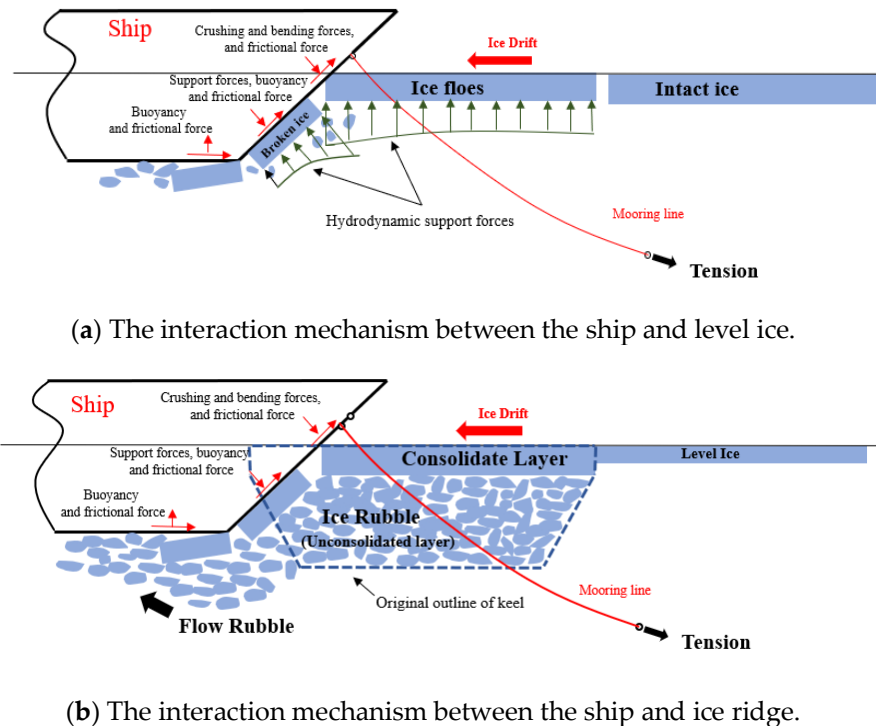 Ship
Crushing and bending forces,
and frictional force
Ice Drift
Support forces, buoyancy
and frictional force
Ice floes
Intact ice
Buoyancy
and frictional force
Broken ice
Hydrodynamic support forces
Mooring line
Tension
(a) The interaction mechanism between the ship and level ice.
Ship
Crushing and bending forces,
and frictional force
Ice Drift
Support forces, buoyancy
and frictional force
Consolidate Layer
Level Ice
Buoyancy
and frictional force
Ice Rubble
(Unconsolidated layer)
Mooring line
Original outline of keel
Flow Rubble
Tension
(b) The interaction mechanism between the ship and ice ridge.